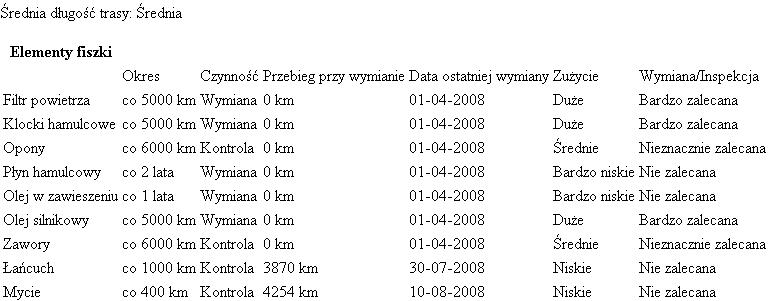 Średnia długość trasy: Średnia
Elementy fiszki
Okres Czynność Przebieg przy wymianie Data ostatniej wymiany Zużycie Wymiana/Inspekcja
Filtr powietrza co 5000 km Wymiana 0 km 01-04-2008 Duże Bardzo zalecana
Klocki hamulcowe co 5000 km Wymiana 0 km 01-04-2008 Duże Bardzo zalecana
Opony co 6000 km Kontrola 0 km 01-04-2008 Średnie Nieznacznie zalecana
Płyn hamulcowy co 2 lata Wymiana 0 km 01-04-2008 Bardzo niskie Nie zalecana
Olej w zawieszeniu co 1 lata Wymiana 0 km 01-04-2008 Bardzo niskie Nie zalecana
Olej silnikowy co 5000 km Wymiana 0 km 01-04-2008 Duże Bardzo zalecana
Zawory co 6000 km Kontrola 0 km 01-04-2008 Średnie Nieznacznie zalecana
Łańcuch co 1000 km Kontrola 3870 km 30-07-2008 Niskie Nie zalecana
Mycie co 400 km Kontrola 4254 km 10-08-2008 Niskie Nie zalecana